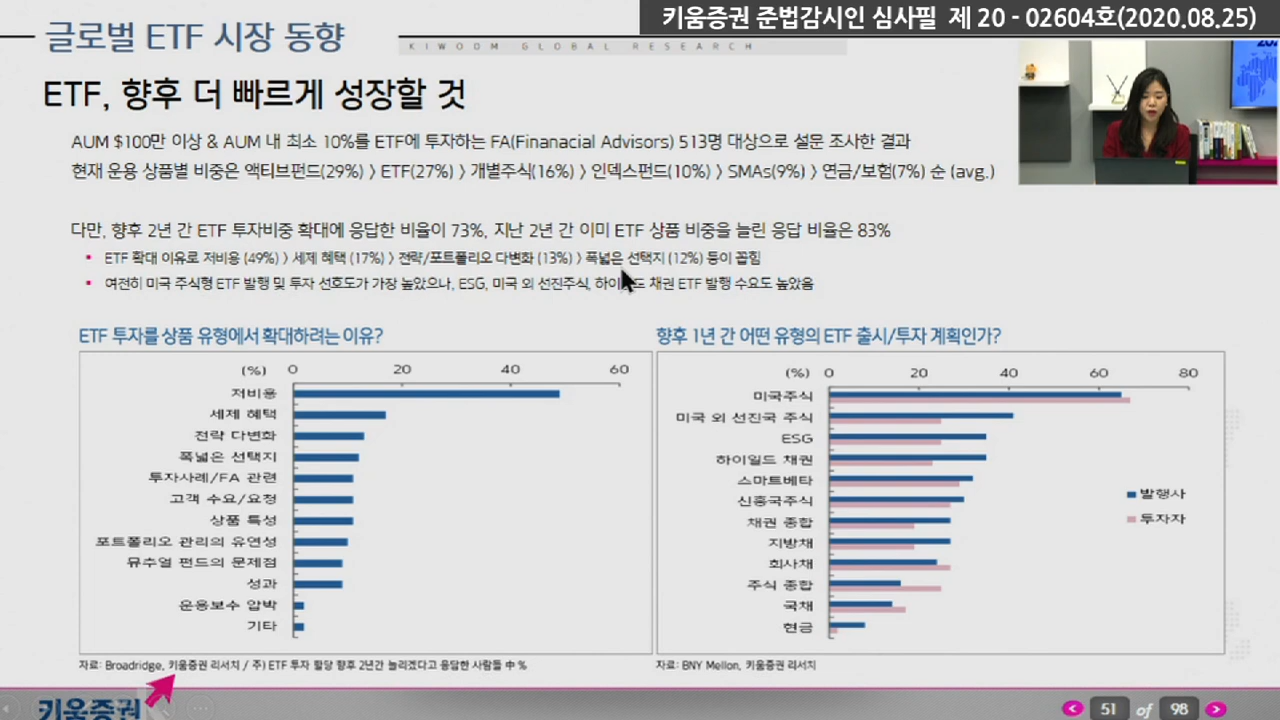 키움증권 준법감시인 심사필 제 20 - 02604호(2020.08.25)
글로벌 ETF 시장 동향
KIWOOM GLOBAL RESEARCH
ETF, 향후 더 빠르게 성장할 것
AUM $100만 이상 & AUM 내 최소 10%를 ETF에 투자하는 FA(Finanacial Advisors) 513명 대상으로 설문 조사한 결과
현재 운용 상품별 비중은 액티브펀드(29%) > ETF(27%) > 개별주식(16%) > 인덱스펀드(10%) > SMAs(9%) > 연금/보험(7%) 순 (avg.)
다만, 향후 2년 간 ETF 투자비중 확대에 응답한 비율이 73%, 지난 2년 간 이미 ETF 상품 비중을 늘린 응답 비율은 83%
• ETF 확대 이유로 저비용 (49%) > 세제 혜택 (17%) > 전략/포트폴리오 다변화 (13%) > 폭넓은 선택지 (12%) 등이 꼽힘
• 여전히 미국 주식형 ETF 발행 및 투자 선호도가 가장 높았으나, ESG, 미국 외 선진주식, 채권 ETF 발행 수요도 높았음
ETF 투자를 상품 유형에서 확대하려는 이유?
(%) 0 20 40 60
저비용
세제 혜택
전략 다변화
폭넓은 선택지
투자사례/FA 관련
고객 수요/요청
상품 특성
포트폴리오 관리의 유연성
뮤추얼 펀드의 문제점
성과
운용보수 압박
기타
자료: Broadridge, 키움증권 리서치 / 주) ETF 투자 할당 향후 2년간 늘리겠다고 응답한 사람들 中 %
향후 1년 간 어떤 유형의 ETF 출시/투자 계획인가?
(%) 0 20 40 60 80
미국주식
미국 외 선진국 주식
ESG
하이일드 채권
스마트베타
신흥국주식
채권 종합
지방채
회사채
주식 종합
국채
현금
발행사
투자자
자료: BNY Mellon, 키움증권 리서치
키움증권
51 of 98